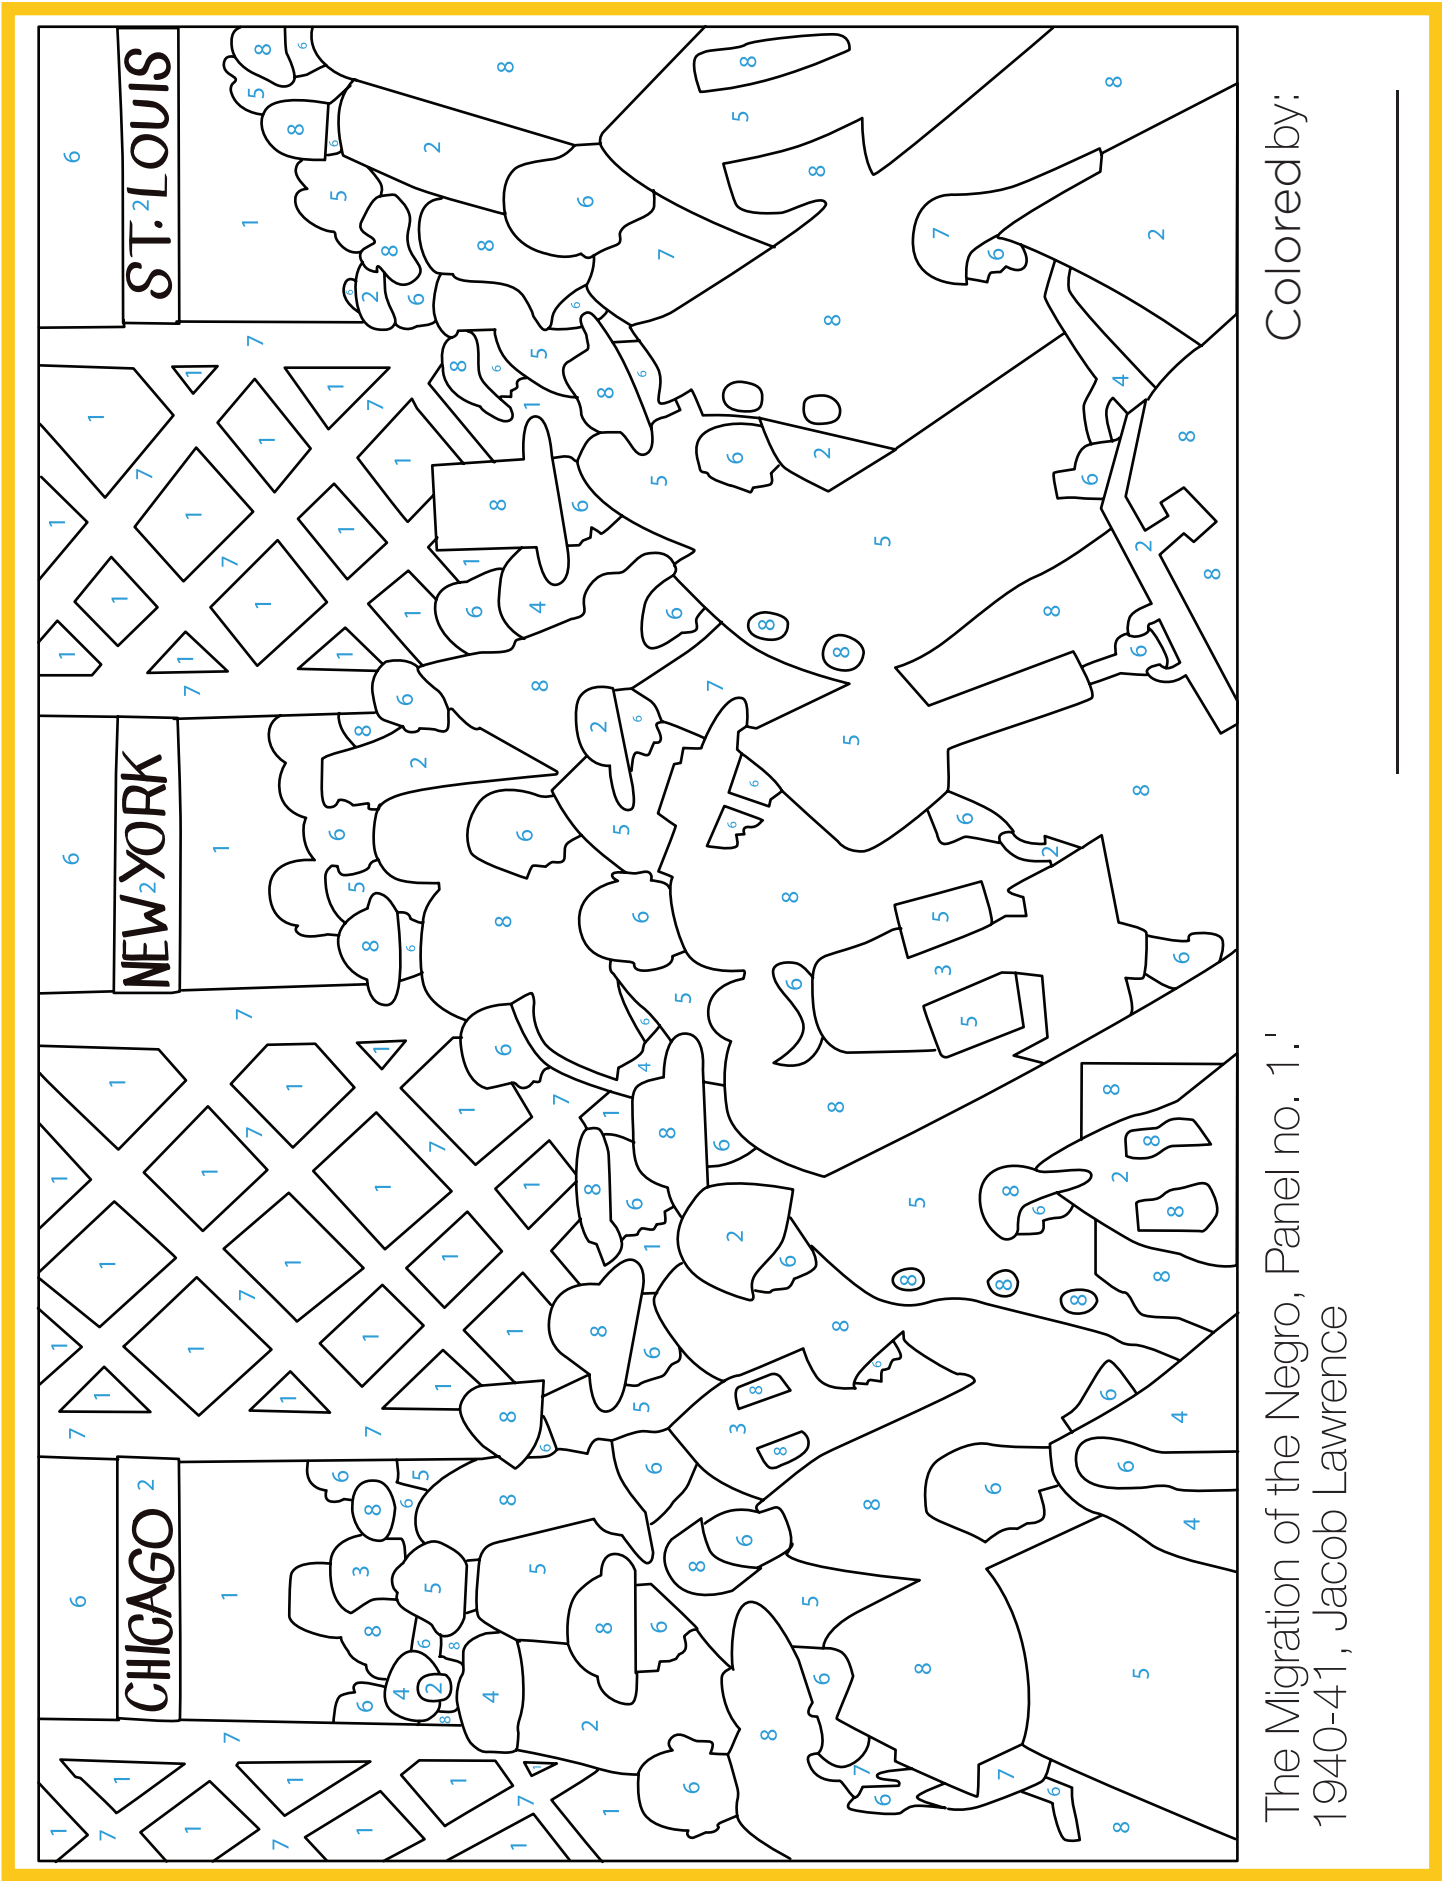 CHICAGO
NEW YORK
ST. LOUIS
The Migration of the Negro, Panel no. 1.'
1940-41, Jacob Lawrence
Colored by: